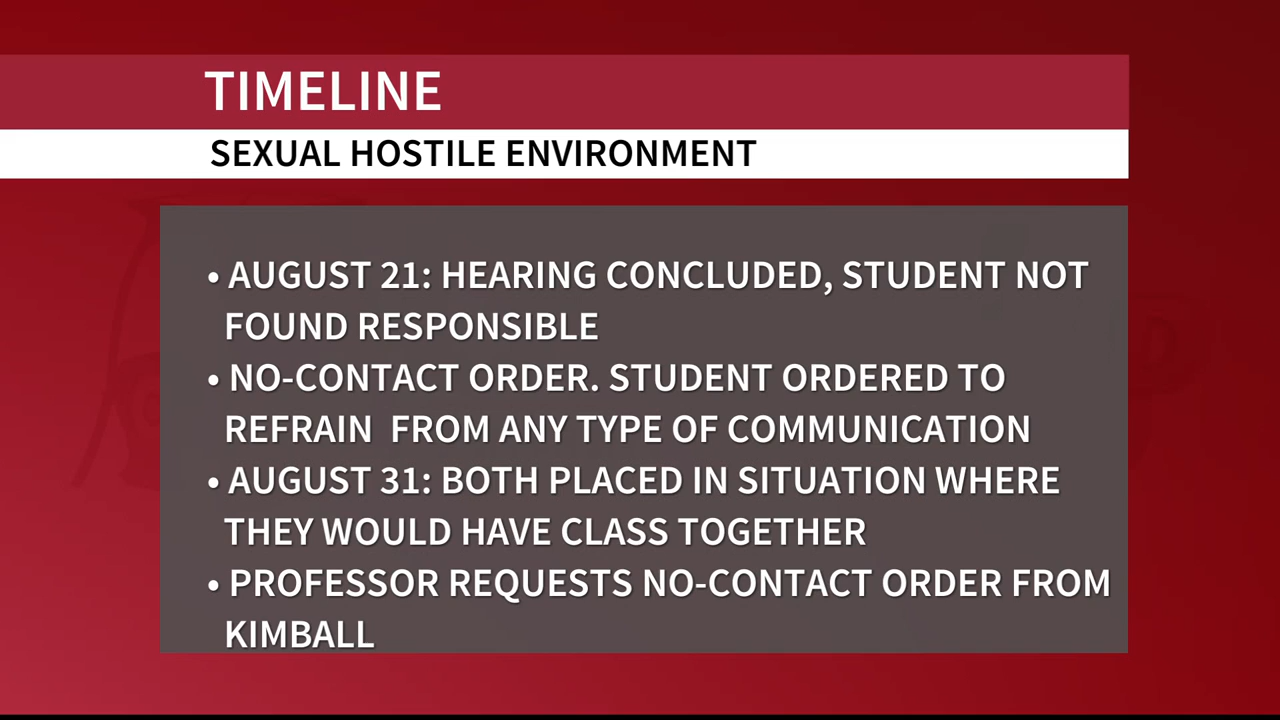 TIMELINE
SEXUAL HOSTILE ENVIRONMENT
• AUGUST 21: HEARING CONCLUDED, STUDENT NOT
FOUND RESPONSIBLE
• NO-CONTACT ORDER. STUDENT ORDERED TO
REFRAIN  FROM ANY TYPE OF COMMUNICATION
• AUGUST 31: BOTH PLACED IN SITUATION WHERE
THEY WOULD HAVE CLASS TOGETHER
• PROFESSOR REQUESTS NO-CONTACT ORDER FROM
KIMBALL